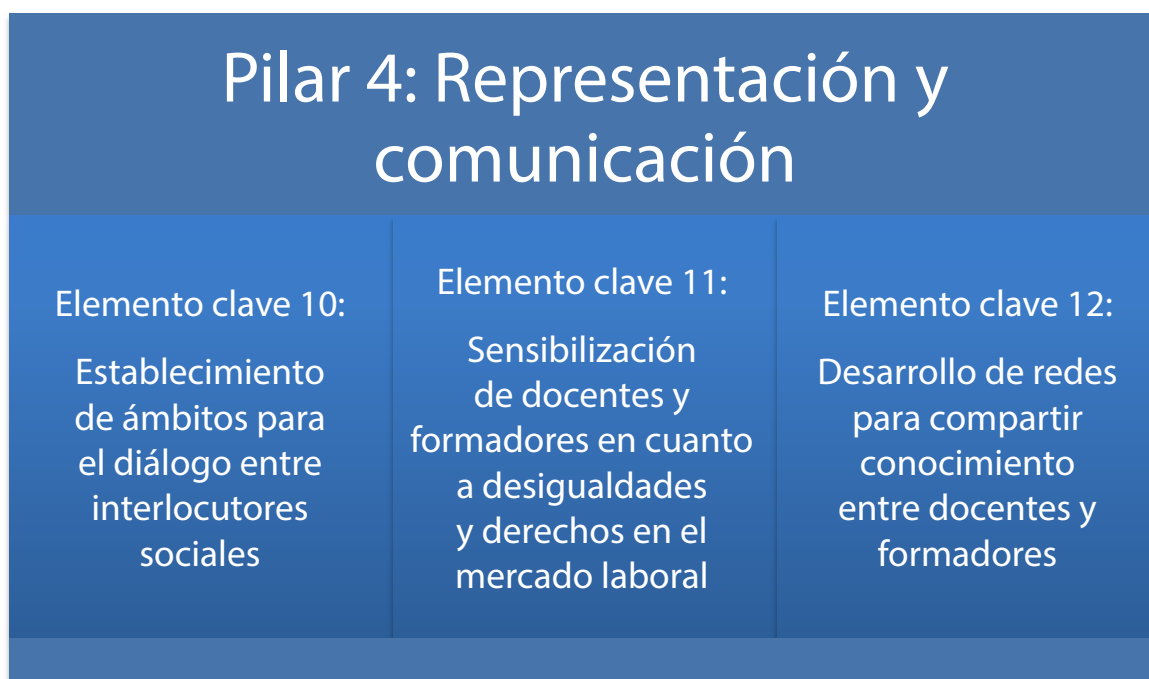 Pilar 4: Representación y
comunicación
Elemento clave 10:
Establecimiento
de ámbitos para
el diálogo entre
interlocutores
sociales
Elemento clave 11:
Sensibilización
de docentes y
formadores en cuanto
a desigualdades
y derechos en el
mercado laboral
Elemento clave 12:
Desarrollo de redes
para compartir
conocimiento
entre docentes y
formadores